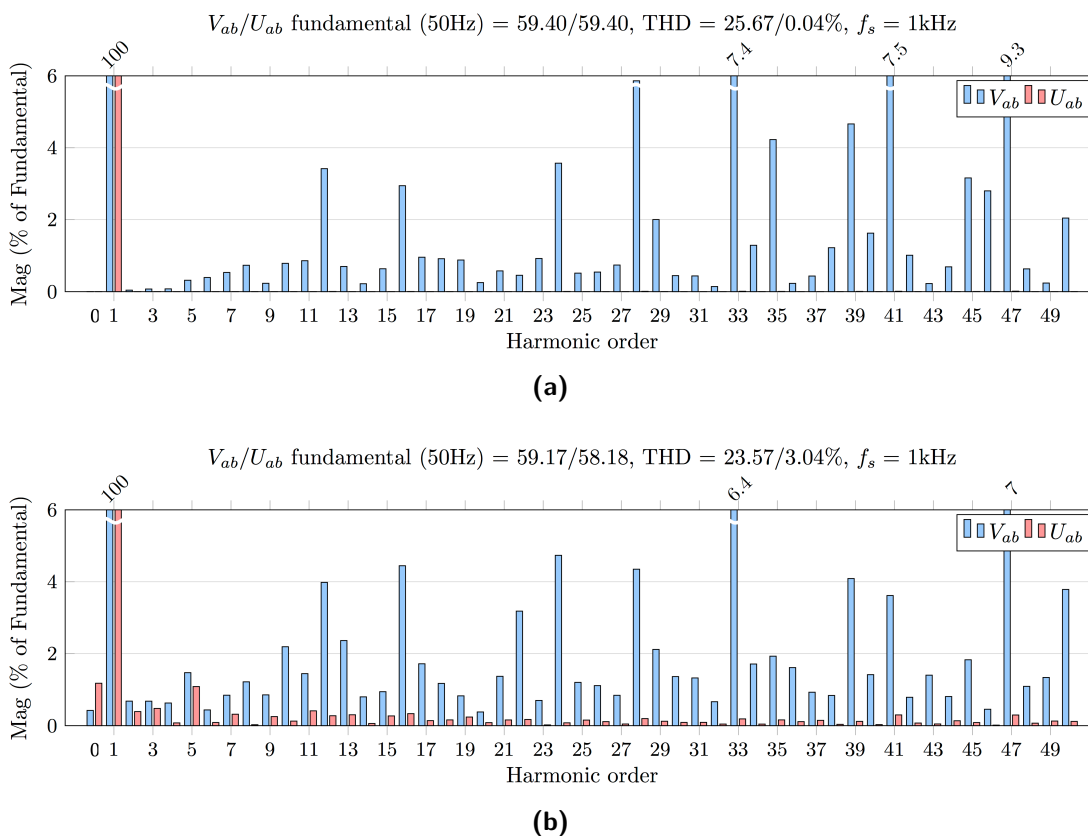 V_ab/U_ab fundamental (50Hz) = 59.40/59.40, THD = 25.67/0.04%, f_s = 1kHz
100 7.4 7.5 9.3
Mag (% of Fundamental)
6
4
2
0
V_ab U_ab
0 1 3 5 7 9 11 13 15 17 19 21 23 25 27 29 31 33 35 37 39 41 43 45 47 49
Harmonic order
(a)
V_ab/U_ab fundamental (50Hz) = 59.17/58.18, THD = 23.57/3.04%, f_s = 1kHz
100 6.4 7
Mag (% of Fundamental)
6
4
2
0
V_ab U_ab
0 1 3 5 7 9 11 13 15 17 19 21 23 25 27 29 31 33 35 37 39 41 43 45 47 49
Harmonic order
(b)